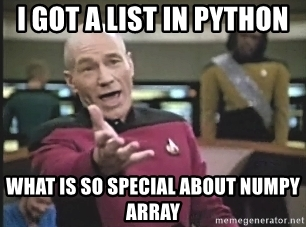 I GOT A LIST IN PYTHON
WHAT IS SO SPECIAL ABOUT NUMPY
ARRAY
memegenerator.net